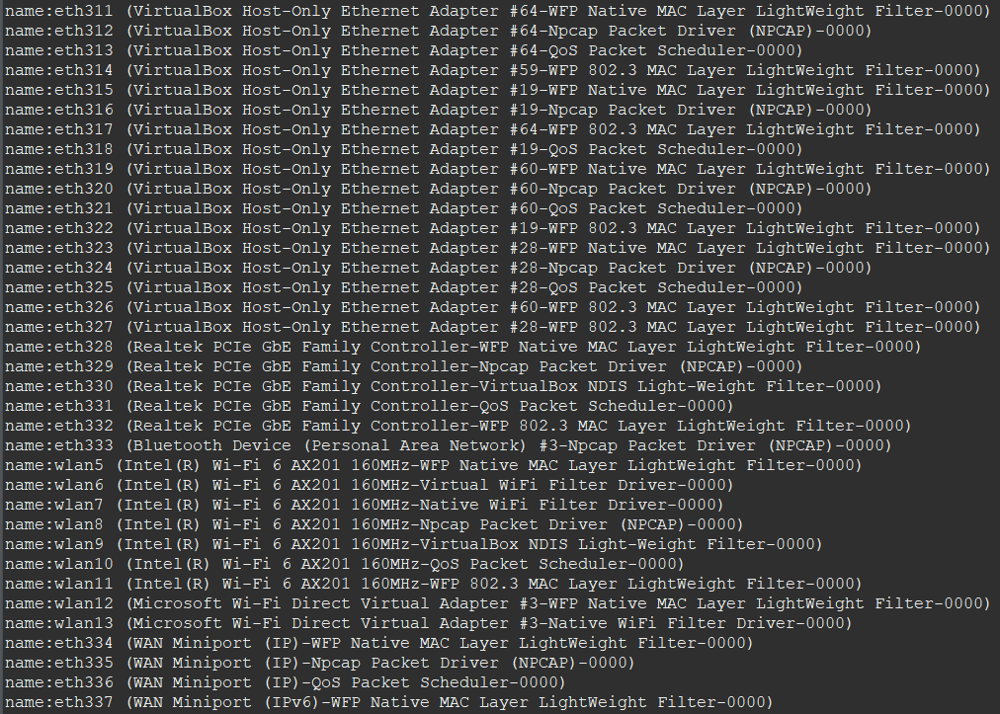 name:eth311 (VirtualBox Host-Only Ethernet Adapter #64-WFP Native MAC Layer LightWeight Filter-0000)
name:eth312 (VirtualBox Host-Only Ethernet Adapter #64-Npcap Packet Driver (NPCAP)-0000)
name:eth313 (VirtualBox Host-Only Ethernet Adapter #64-QoS Packet Scheduler-0000)
name:eth314 (VirtualBox Host-Only Ethernet Adapter #59-WFP 802.3 MAC Layer LightWeight Filter-0000)
name:eth315 (VirtualBox Host-Only Ethernet Adapter #19-WFP Native MAC Layer LightWeight Filter-0000)
name:eth316 (VirtualBox Host-Only Ethernet Adapter #19-Npcap Packet Driver (NPCAP)-0000)
name:eth317 (VirtualBox Host-Only Ethernet Adapter #64-WFP 802.3 MAC Layer LightWeight Filter-0000)
name:eth318 (VirtualBox Host-Only Ethernet Adapter #19-QoS Packet Scheduler-0000)
name:eth319 (VirtualBox Host-Only Ethernet Adapter #60-WFP Native MAC Layer LightWeight Filter-0000)
name:eth320 (VirtualBox Host-Only Ethernet Adapter #60-Npcap Packet Driver (NPCAP)-0000)
name:eth321 (VirtualBox Host-Only Ethernet Adapter #60-QoS Packet Scheduler-0000)
name:eth322 (VirtualBox Host-Only Ethernet Adapter #19-WFP 802.3 MAC Layer LightWeight Filter-0000)
name:eth323 (VirtualBox Host-Only Ethernet Adapter #28-WFP Native MAC Layer LightWeight Filter-0000)
name:eth324 (VirtualBox Host-Only Ethernet Adapter #28-Npcap Packet Driver (NPCAP)-0000)
name:eth325 (VirtualBox Host-Only Ethernet Adapter #28-QoS Packet Scheduler-0000)
name:eth326 (VirtualBox Host-Only Ethernet Adapter #60-WFP 802.3 MAC Layer LightWeight Filter-0000)
name:eth327 (VirtualBox Host-Only Ethernet Adapter #28-WFP 802.3 MAC Layer LightWeight Filter-0000)
name:eth328 (Realtek PCIe GbE Family Controller-WFP Native MAC Layer LightWeight Filter-0000)
name:eth329 (Realtek PCIe GbE Family Controller-Npcap Packet Driver (NPCAP)-0000)
name:eth330 (Realtek PCIe GbE Family Controller-VirtualBox NDIS Light-Weight Filter-0000)
name:eth331 (Realtek PCIe GbE Family Controller-QoS Packet Scheduler-0000)
name:eth332 (Realtek PCIe GbE Family Controller-WFP 802.3 MAC Layer LightWeight Filter-0000)
name:eth333 (Bluetooth Device (Personal Area Network) #3-Npcap Packet Driver (NPCAP)-0000)
name:wlan5 (Intel(R) Wi-Fi 6 AX201 160MHz-WFP Native MAC Layer LightWeight Filter-0000)
name:wlan6 (Intel(R) Wi-Fi 6 AX201 160MHz-Virtual WiFi Filter Driver-0000)
name:wlan7 (Intel(R) Wi-Fi 6 AX201 160MHz-Native WiFi Filter Driver-0000)
name:wlan8 (Intel(R) Wi-Fi 6 AX201 160MHz-Npcap Packet Driver (NPCAP)-0000)
name:wlan9 (Intel(R) Wi-Fi 6 AX201 160MHz-VirtualBox NDIS Light-Weight Filter-0000)
name:wlan10 (Intel(R) Wi-Fi 6 AX201 160MHz-QoS Packet Scheduler-0000)
name:wlan11 (Intel(R) Wi-Fi 6 AX201 160MHz-WFP 802.3 MAC Layer LightWeight Filter-0000)
name:wlan12 (Microsoft Wi-Fi Direct Virtual Adapter #3-WFP Native MAC Layer LightWeight Filter-0000)
name:wlan13 (Microsoft Wi-Fi Direct Virtual Adapter #3-Native WiFi Filter Driver-0000)
name:eth334 (WAN Miniport (IP)-WFP Native MAC Layer LightWeight Filter-0000)
name:eth335 (WAN Miniport (IP)-Npcap Packet Driver (NPCAP)-0000)
name:eth336 (WAN Miniport (IP)-QoS Packet Scheduler-0000)
name:eth337 (WAN Miniport (IPv6)-WFP Native MAC Layer LightWeight Filter-0000)